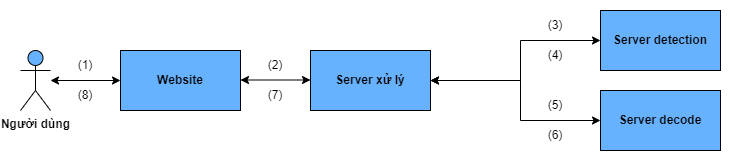 (1)
(8)
Người dùng
Website
(2)
(7)
Server xử lý
(3)
(4)
Server detection
(5)
(6)
Server decode